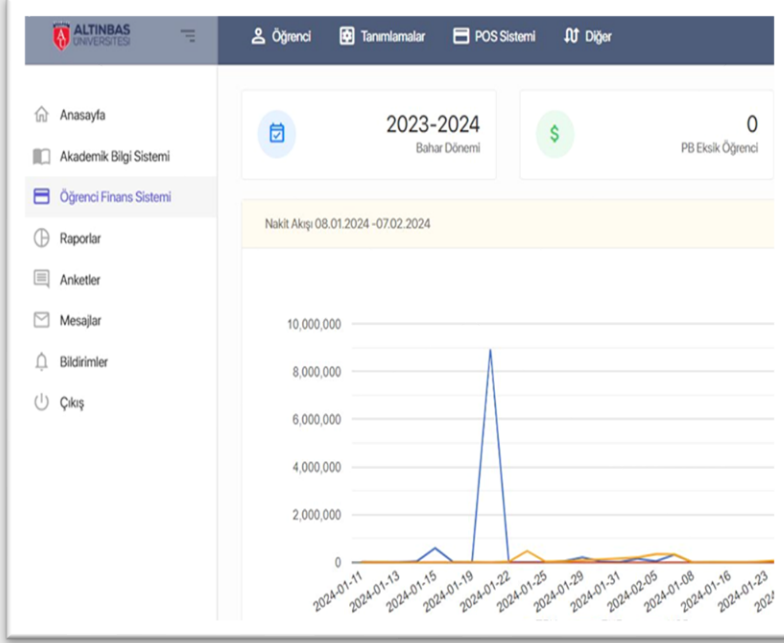 ALTINBAŞ
ÜNİVERSİTESİ
Öğrenci
Tanımlamalar
POS Sistemi
Diğer
Anasayfa
Akademik Bilgi Sistemi
Öğrenci Finans Sistemi
Raporlar
Anketler
Mesajlar
Bildirimler
Çıkış
2023-2024
Bahar Dönemi
$
0
PB Eksik Öğrenci
Nakit Akışı 08.01.2024 -07.02.2024
10,000,000
8,000,000
6,000,000
4,000,000
2,000,000
0
2024-01-11
2024-01-13
2024-01-15
2024-01-19
2024-01-22
2024-01-25
2024-01-29
2024-01-31
2024-02-05
2024-01-08
2024-01-16
2024-01-23